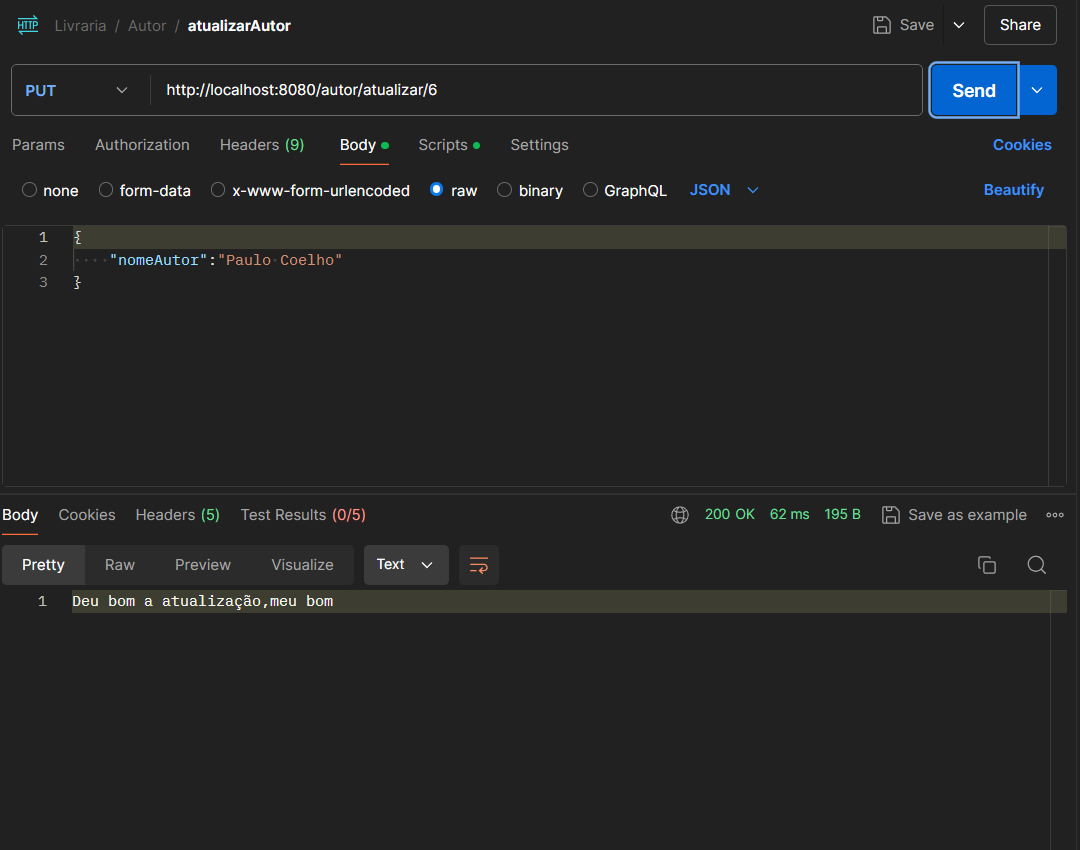 HTTP Livraria / Autor / atualizarAutor Save Share
PUT http://localhost:8080/autor/atualizar/6 Send
Params Authorization Headers (9) Body Scripts Settings Cookies
none form-data x-www-form-urlencoded raw binary GraphQL JSON Beautify
1 {
2 ····"nomeAutor":"Paulo·Coelho"
3 }
Body Cookies Headers (5) Test Results (0/5) 200 OK 62 ms 195 B Save as example
Pretty Raw Preview Visualize Text
1 Deu bom a atualização,meu bom